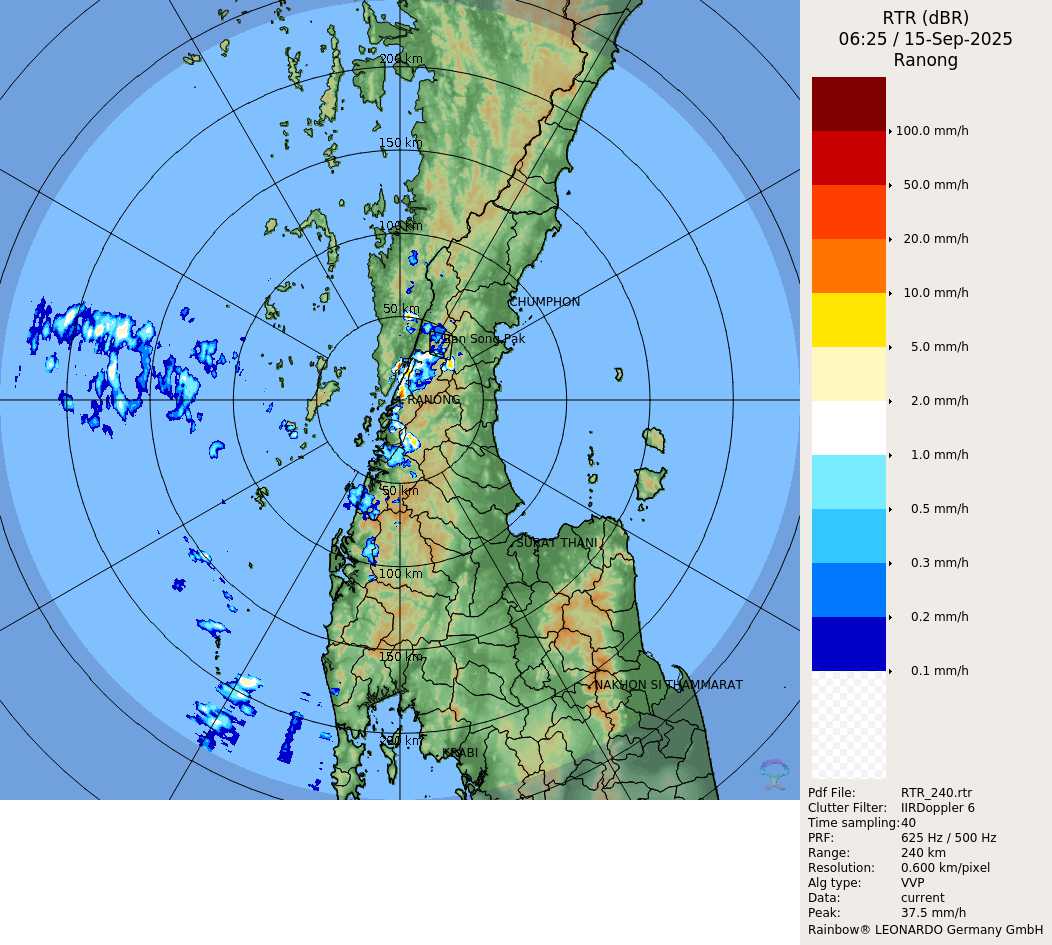 RTR (dBR)
06:25 / 15-Sep-2025
Ranong
200 km
150 km
100 km
50 km
CHUMPHON
Ban Song Pak
RANONG
50 km
SURAT THANI
100 km
150 km
NAKHON SI THAMMARAT
200 km
KRABI
100.0 mm/h
50.0 mm/h
20.0 mm/h
10.0 mm/h
5.0 mm/h
2.0 mm/h
1.0 mm/h
0.5 mm/h
0.3 mm/h
0.2 mm/h
0.1 mm/h
Pdf File: RTR_240.rtr
Clutter Filter: IIRDoppler 6
Time sampling: 40
PRF: 625 Hz / 500 Hz
Range: 240 km
Resolution: 0.600 km/pixel
Alg type: VVP
Data: current
Peak: 37.5 mm/h
Rainbow® LEONARDO Germany GmbH